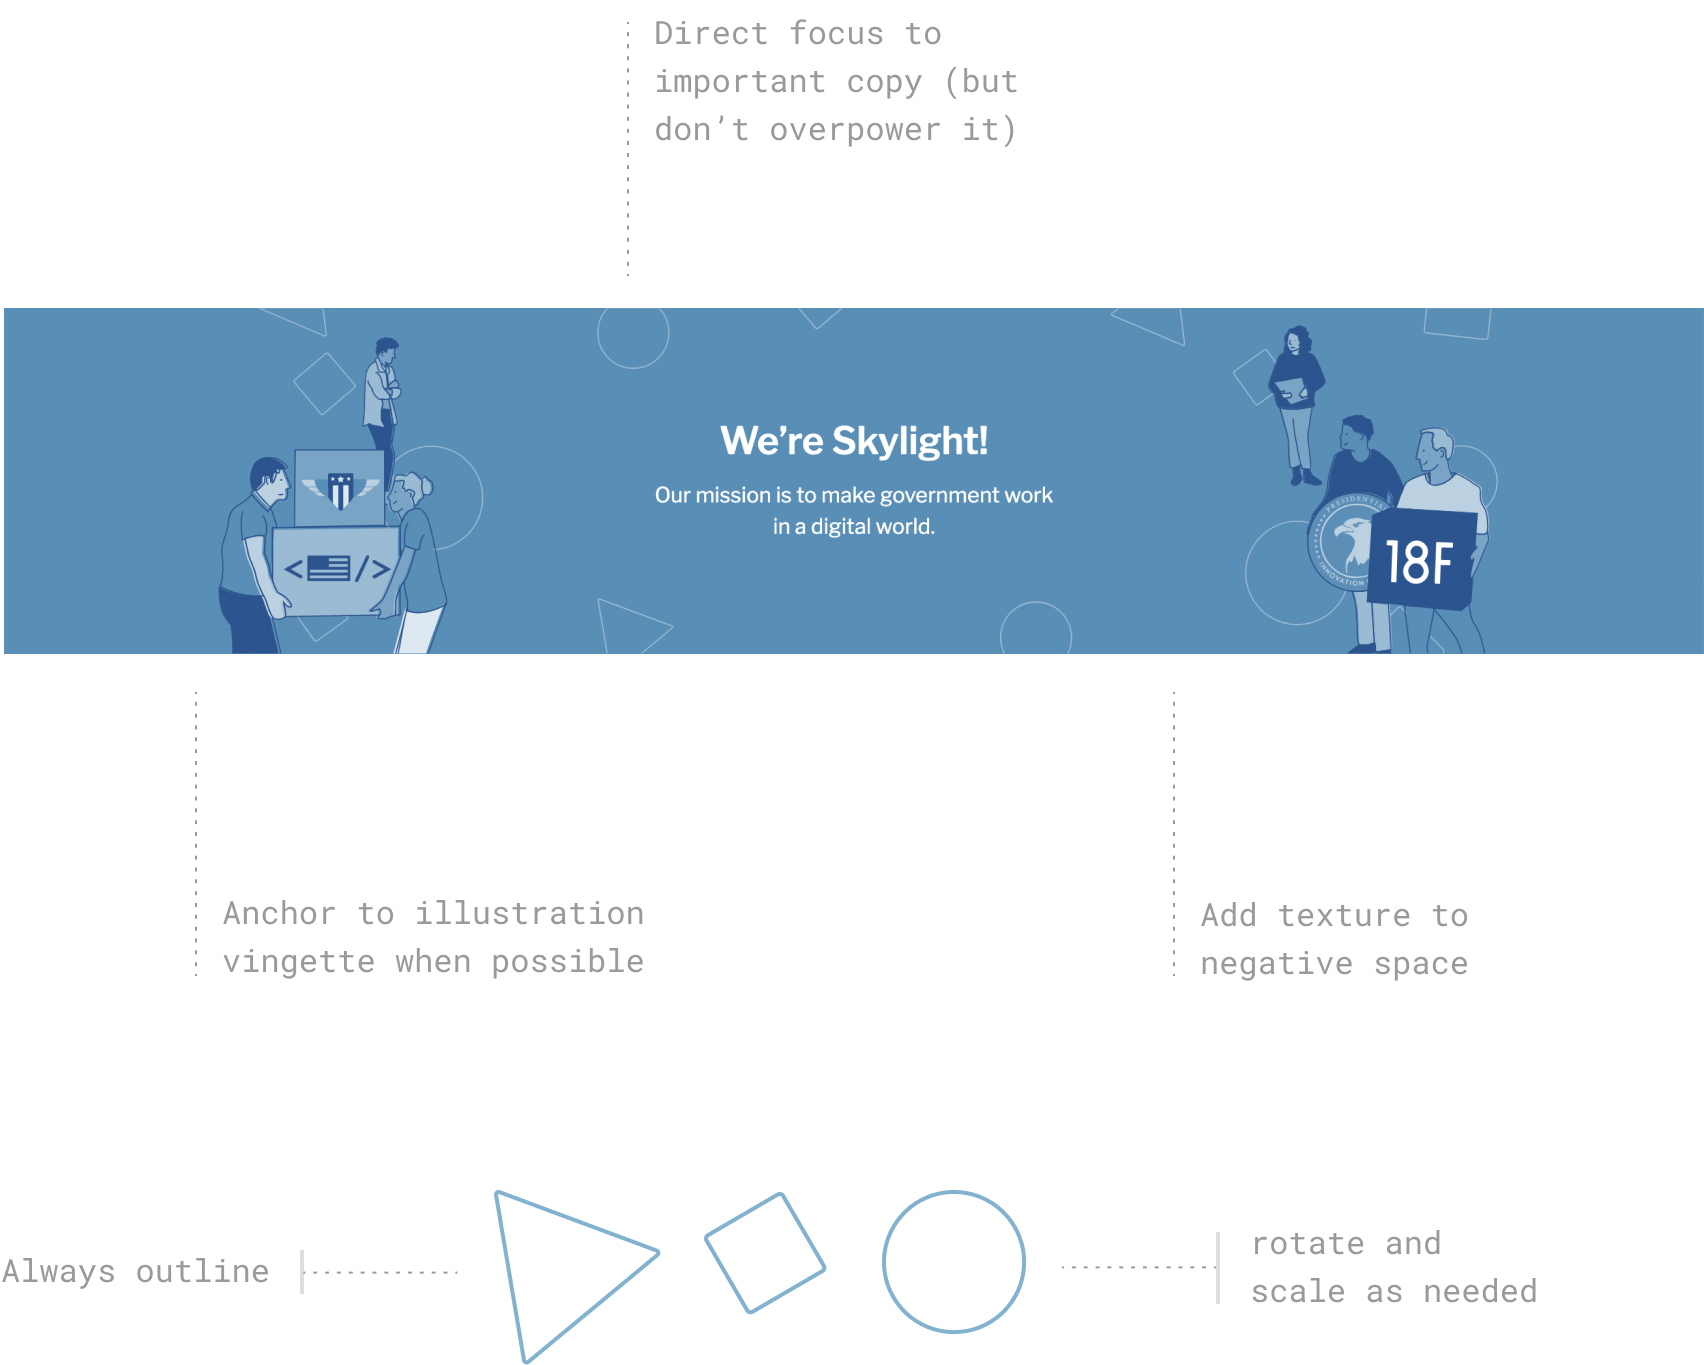 Direct focus to
important copy (but
don’t overpower it)
We’re Skylight!
Our mission is to make government work
in a digital world.
< />
PRESIDENTIAL
INNOVATION
18F
Anchor to illustration
vingette when possible
Add texture to
negative space
Always outline
rotate and
scale as needed